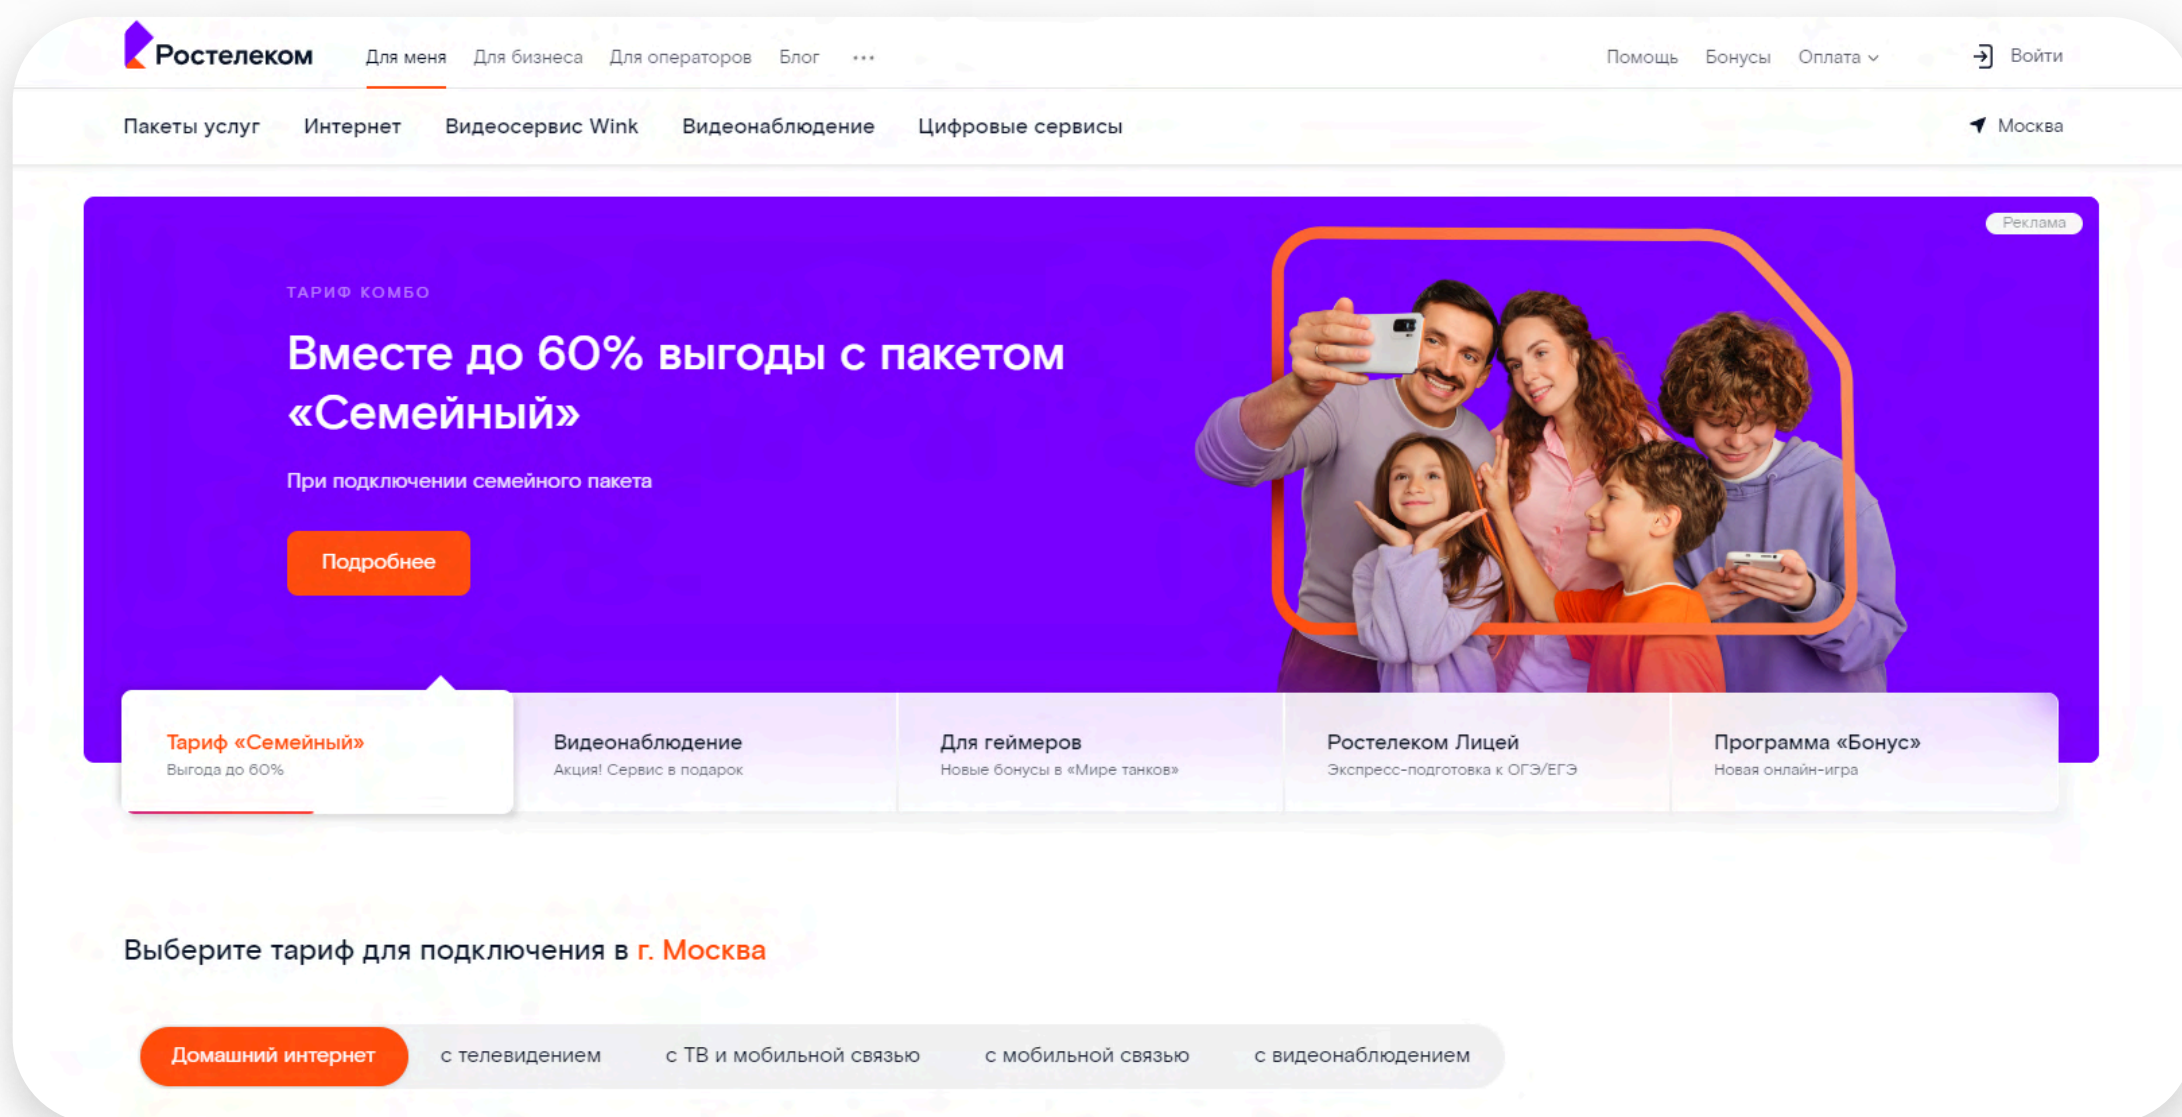 Ростелеком
Для меня Для бизнеса Для операторов Блог ...
Помощь Бонусы Оплата
Войти
Пакеты услуг Интернет Видеосервис Wink Видеонаблюдение Цифровые сервисы
Москва
Реклама
ТАРИФ КОМБО
Вместе до 60% выгоды с пакетом
«Семейный»
При подключении семейного пакета
Подробнее
Тариф «Семейный»
Выгода до 60%
Видеонаблюдение
Акция! Сервис в подарок
Для геймеров
Новые бонусы в «Мире танков»
Ростелеком Лицей
Экспресс-подготовка к ОГЭ/ЕГЭ
Программа «Бонус»
Новая онлайн-игра
Выберите тариф для подключения в г. Москва
Домашний интернет с телевидением с ТВ и мобильной связью с мобильной связью с видеонаблюдением